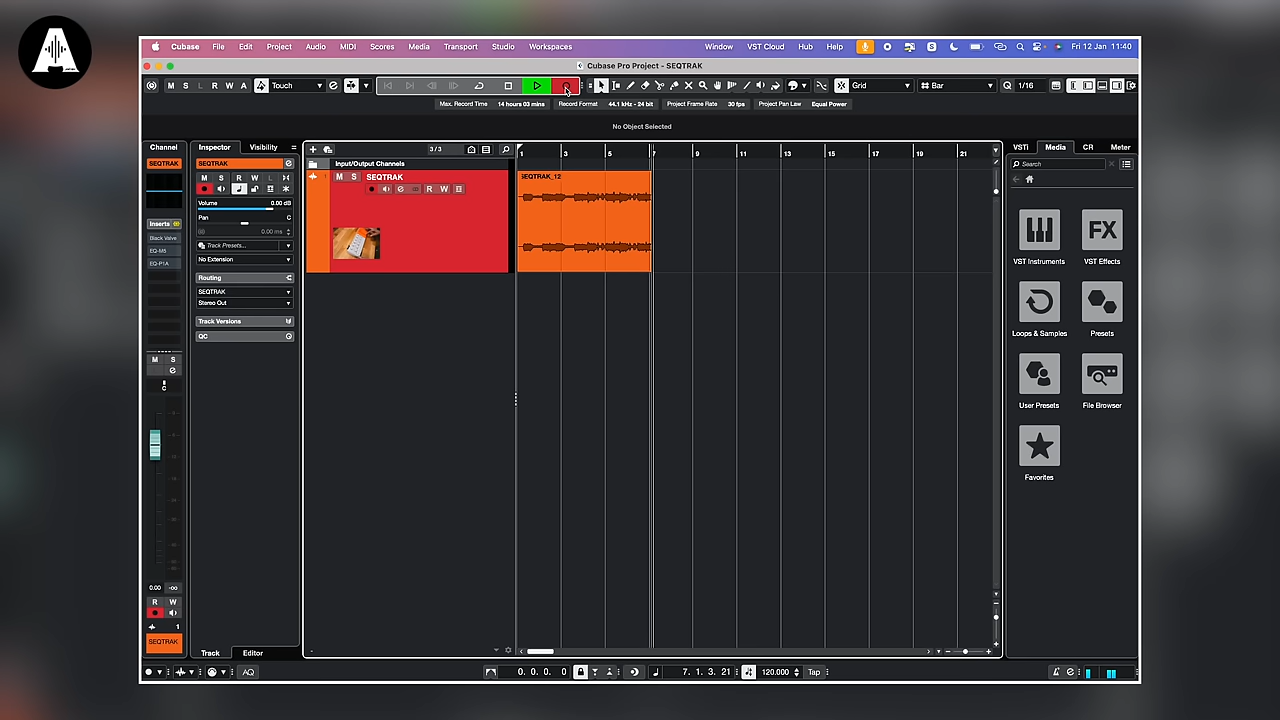 A
Cubase File Edit Project Audio MIDI Scores Media Transport Studio Workspaces Window VST Cloud Hub Help S Fri 12 Jan 11:40
Cubase Pro Project - SEQTRAK
M S L R W A Touch Grid Bar Q 1/16
Max. Record Time 14 hours 03 mins Record Format 44.1 kHz - 24 bit Project Frame Rate 30 fps Project Pan Law Equal Power
No Object Selected
Channel Inspector Visibility 3/3 1 3 5 7 9 11 13 15 17 19 21 VSTi Media CR Meter
SEQTRAK SEQTRAK Input/Output Channels Search
1 M S SEQTRAK SEQTRAK_12
M S R W L
R W
Volume 0.00 dB
Pan C
0.00 ms
Inserts
Black Valve
EQ-M5
EQ-P1A
Track Presets...
No Extension
Routing
SEQTRAK
Stereo Out
Track Versions
QC
VST Instruments FX VST Effects
Loops & Samples Presets
User Presets File Browser
Favorites
M S
C
0.00 -oo
R W
1
SEQTRAK
Track Editor
AQ 0. 0. 0. 0 7. 1. 3. 21 120.000 Tap